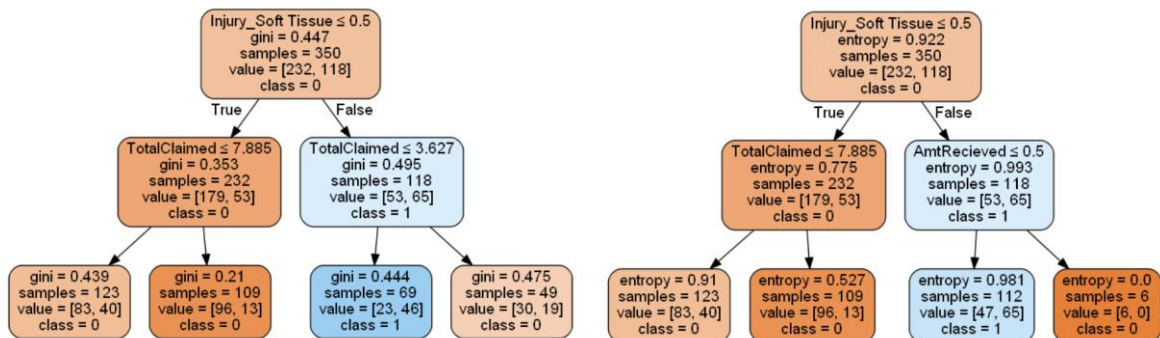 Injury_Soft Tissue ≤ 0.5
gini = 0.447
samples = 350
value = [232, 118]
class = 0
True
False
TotalClaimed ≤ 7.885
gini = 0.353
samples = 232
value = [179, 53]
class = 0
TotalClaimed ≤ 3.627
gini = 0.495
samples = 118
value = [53, 65]
class = 1
gini = 0.439
samples = 123
value = [83, 40]
class = 0
gini = 0.21
samples = 109
value = [96, 13]
class = 0
gini = 0.444
samples = 69
value = [23, 46]
class = 1
gini = 0.475
samples = 49
value = [30, 19]
class = 0
Injury_Soft Tissue ≤ 0.5
entropy = 0.922
samples = 350
value = [232, 118]
class = 0
True
False
TotalClaimed ≤ 7.885
entropy = 0.775
samples = 232
value = [179, 53]
class = 0
AmtRecieved ≤ 0.5
entropy = 0.993
samples = 118
value = [53, 65]
class = 1
entropy = 0.91
samples = 123
value = [83, 40]
class = 0
entropy = 0.527
samples = 109
value = [96, 13]
class = 0
entropy = 0.981
samples = 112
value = [47, 65]
class = 1
entropy = 0.0
samples = 6
value = [6, 0]
class = 0